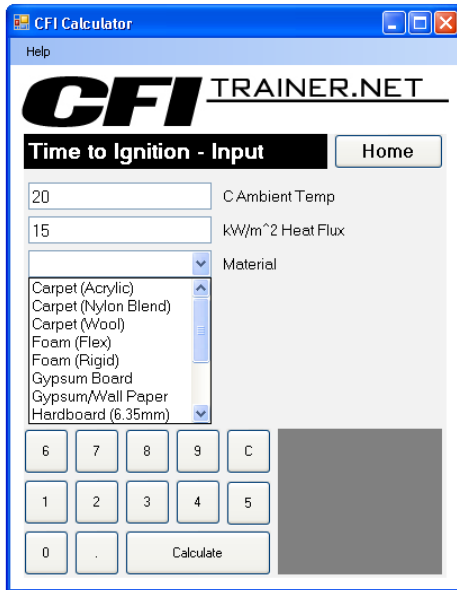 CFI Calculator
Help
CFI TRAINER.NET
Time to Ignition - Input Home
20 C Ambient Temp
15 kW/m^2 Heat Flux
Material
Carpet (Acrylic)
Carpet (Nylon Blend)
Carpet (Wool)
Foam (Flex)
Foam (Rigid)
Gypsum Board
Gypsum/Wall Paper
Hardboard (6.35mm)
6 7 8 9 C
1 2 3 4 5
0 . Calculate